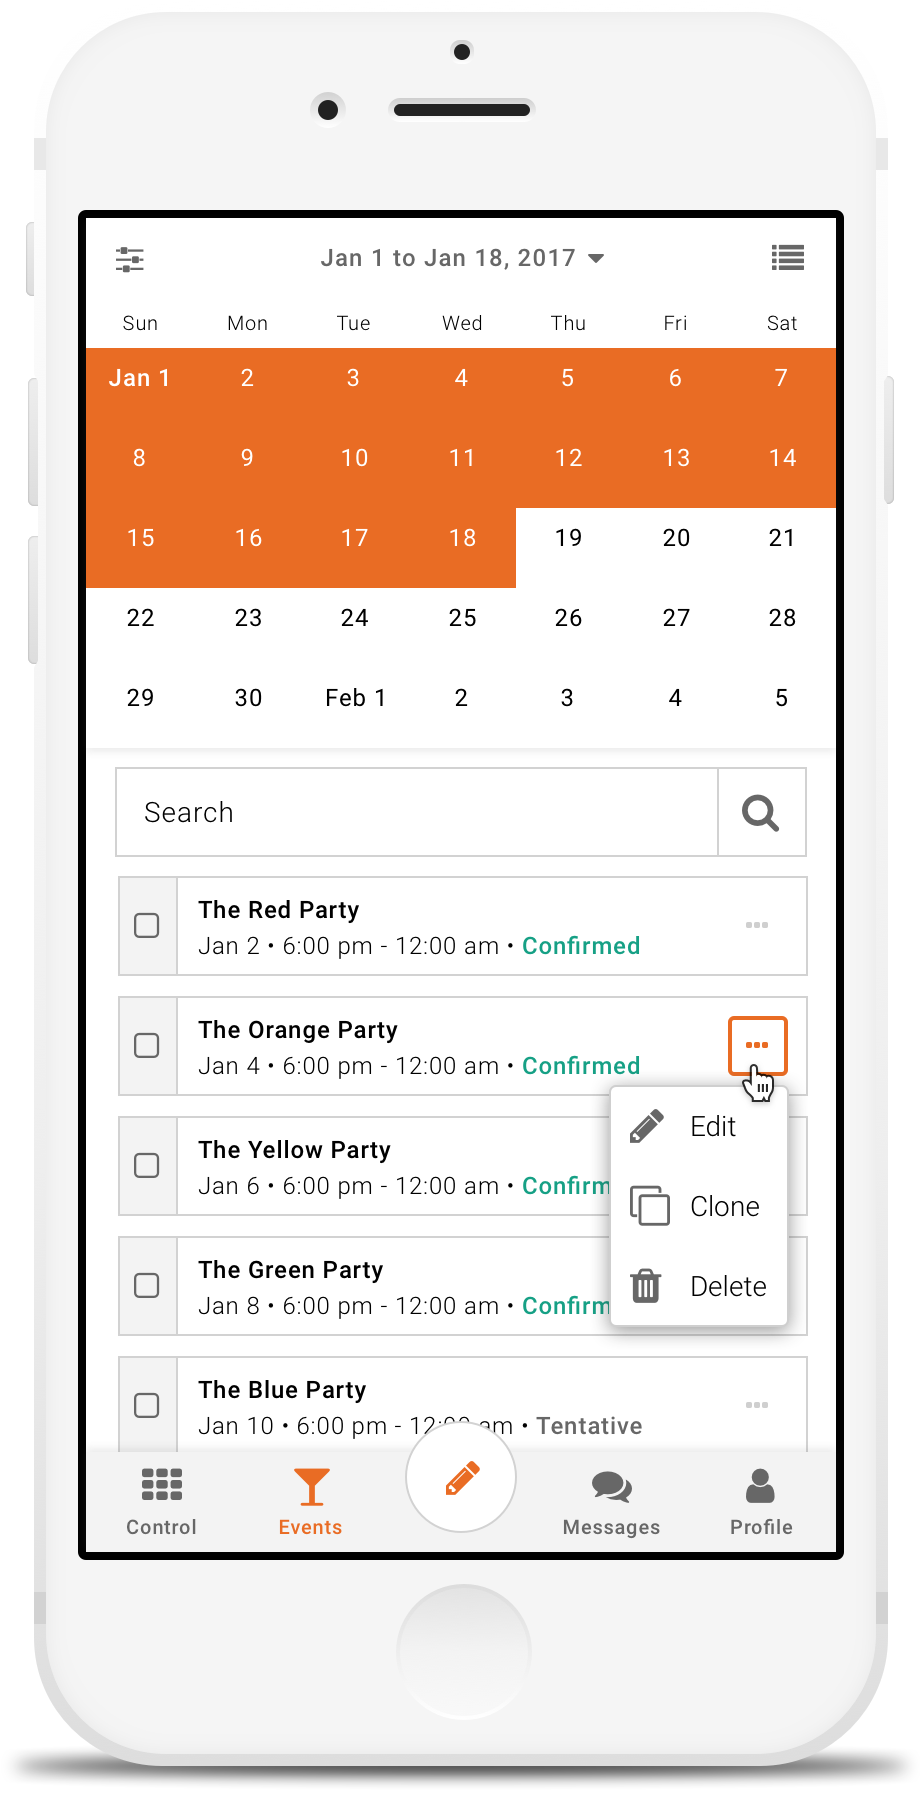 Jan 1 to Jan 18, 2017
Sun Mon Tue Wed Thu Fri Sat
Jan 1 2 3 4 5 6 7
8 9 10 11 12 13 14
15 16 17 18 19 20 21
22 23 24 25 26 27 28
29 30 Feb 1 2 3 4 5
Search
The Red Party
Jan 2 • 6:00 pm - 12:00 am • Confirmed
The Orange Party
Jan 4 • 6:00 pm - 12:00 am • Confirmed
Edit
The Yellow Party
Jan 6 • 6:00 pm - 12:00 am • Confirm
Clone
The Green Party
Jan 8 • 6:00 pm - 12:00 am • Confirm
Delete
The Blue Party
Jan 10 • 6:00 pm - 12:00 am • Tentative
Control Events Messages Profile